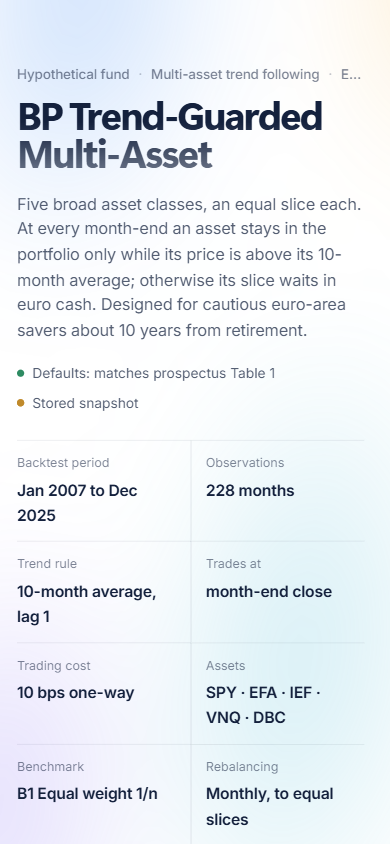 Hypothetical fund · Multi-asset trend following · E…
BP Trend-Guarded
Multi-Asset
Five broad asset classes, an equal slice each.
At every month-end an asset stays in the
portfolio only while its price is above its 10-
month average; otherwise its slice waits in
euro cash. Designed for cautious euro-area
savers about 10 years from retirement.
Defaults: matches prospectus Table 1
Stored snapshot
Backtest period
Jan 2007 to Dec
2025
Observations
228 months
Trend rule
10-month average,
lag 1
Trades at
month-end close
Trading cost
10 bps one-way
Assets
SPY · EFA · IEF ·
VNQ · DBC
Benchmark
B1 Equal weight 1/n
Rebalancing
Monthly, to equal
slices